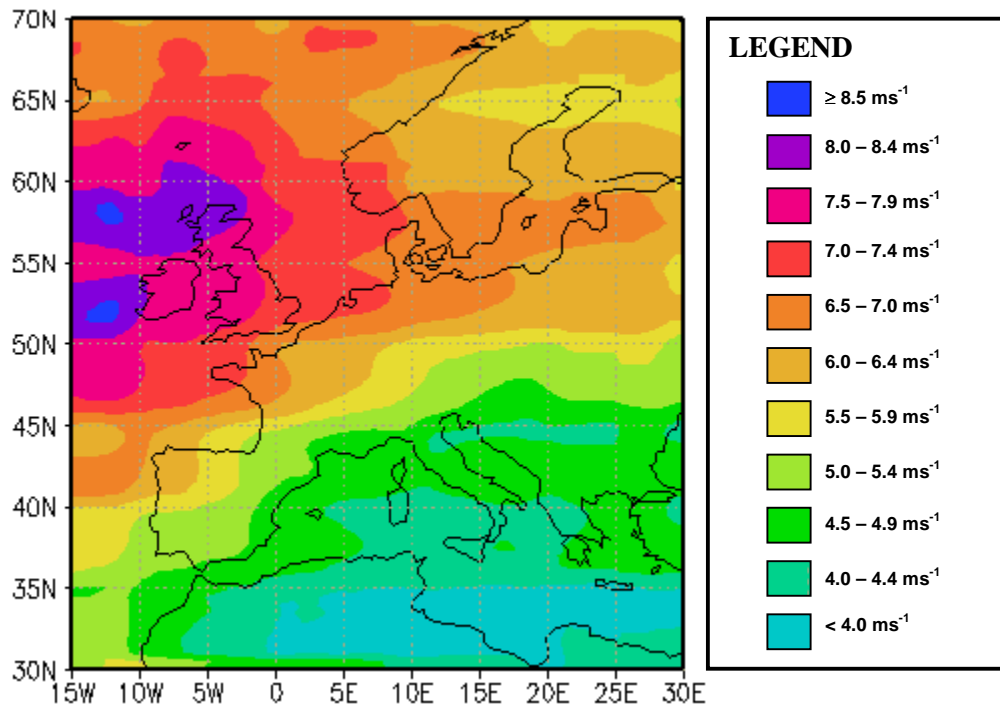 70N
65N
60N
55N
50N
45N
40N
35N
30N
15W 10W 5W 0 5E 10E 15E 20E 25E 30E
LEGEND
≥ 8.5 ms⁻¹
8.0 – 8.4 ms⁻¹
7.5 – 7.9 ms⁻¹
7.0 – 7.4 ms⁻¹
6.5 – 7.0 ms⁻¹
6.0 – 6.4 ms⁻¹
5.5 – 5.9 ms⁻¹
5.0 – 5.4 ms⁻¹
4.5 – 4.9 ms⁻¹
4.0 – 4.4 ms⁻¹
< 4.0 ms⁻¹